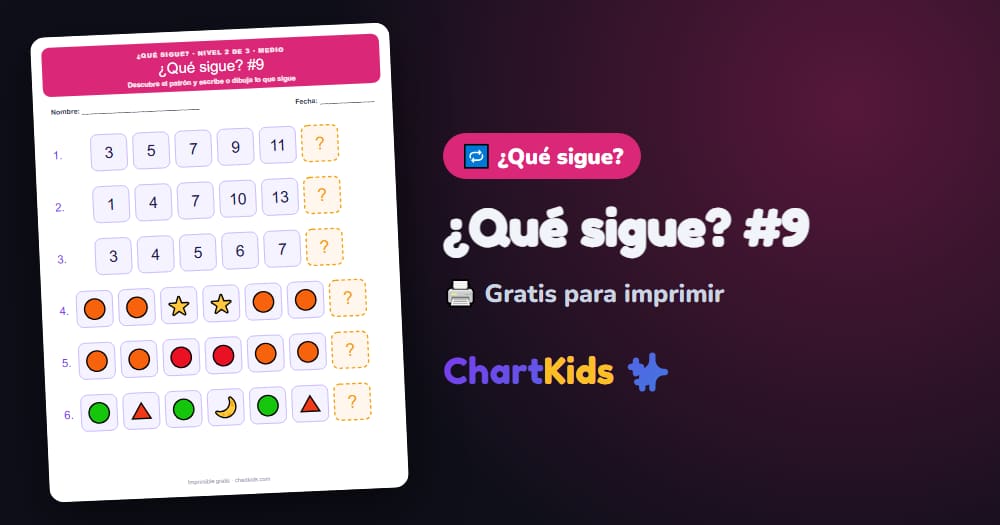 ¿QUÉ SIGUE? · NIVEL 2 DE 3 · MEDIO
¿Qué sigue? #9
Descubre el patrón y escribe o dibuja lo que sigue
Nombre: Fecha:
1. 3 5 7 9 11 ?
2. 1 4 7 10 13 ?
3. 3 4 5 6 7 ?
4. ?
5. ?
6. ?
Imprimible gratis · chartkids.com
¿Qué sigue?
¿Qué sigue? #9
Gratis para imprimir
ChartKids